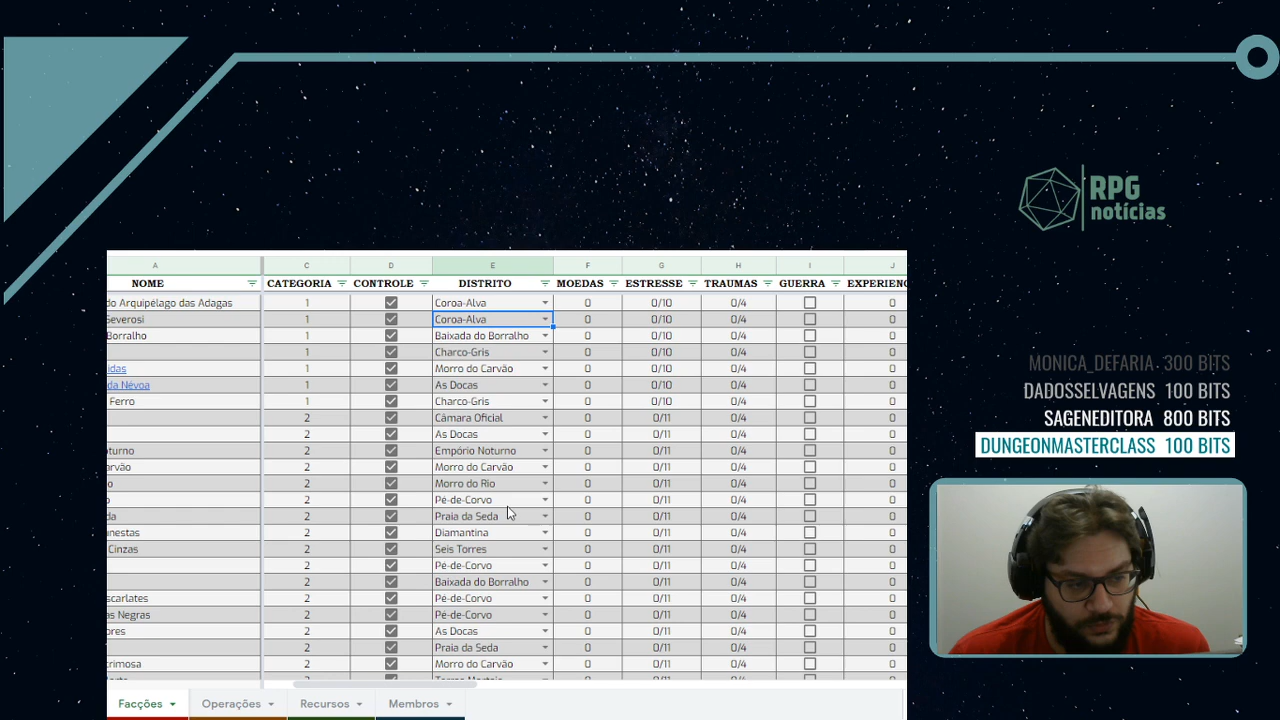 RPG
notícias
A C D E F G H I J
NOME CATEGORIA CONTROLE DISTRITO MOEDAS ESTRESSE TRAUMAS GUERRA EXPERIENC
do Arquipélago das Adagas 1 Coroa-Alva 0 0/10 0/4 0
Severosi 1 Coroa-Alva 0 0/10 0/4 0
Borralho 1 Baixada do Borralho 0 0/10 0/4 0
1 Charco-Gris 0 0/10 0/4 0
idas 1 Morro do Carvão 0 0/10 0/4 0
da Névoa 1 As Docas 0 0/10 0/4 0
Ferro 1 Charco-Gris 0 0/10 0/4 0
2 Câmara Oficial 0 0/11 0/4 0
2 As Docas 0 0/11 0/4 0
oturno 2 Empório Noturno 0 0/11 0/4 0
arvão 2 Morro do Carvão 0 0/11 0/4 0
o 2 Morro do Rio 0 0/11 0/4 0
o 2 Pé-de-Corvo 0 0/11 0/4 0
da 2 Praia da Seda 0 0/11 0/4 0
unestas 2 Diamantina 0 0/11 0/4 0
Cinzas 2 Seis Torres 0 0/11 0/4 0
2 Pé-de-Corvo 0 0/11 0/4 0
2 Baixada do Borralho 0 0/11 0/4 0
scarlates 2 Pé-de-Corvo 0 0/11 0/4 0
as Negras 2 Pé-de-Corvo 0 0/11 0/4 0
ores 2 As Docas 0 0/11 0/4 0
2 Praia da Seda 0 0/11 0/4 0
crimosa 2 Morro do Carvão 0 0/11 0/4 0
Facções Operações Recursos Membros
MONICA_DEFARIA 300 BITS
DADOSSELVAGENS 100 BITS
SAGENEDITORA 800 BITS
DUNGEONMASTERCLASS 100 BITS